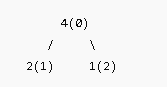 4(0)
/ \
2(1) 1(2)